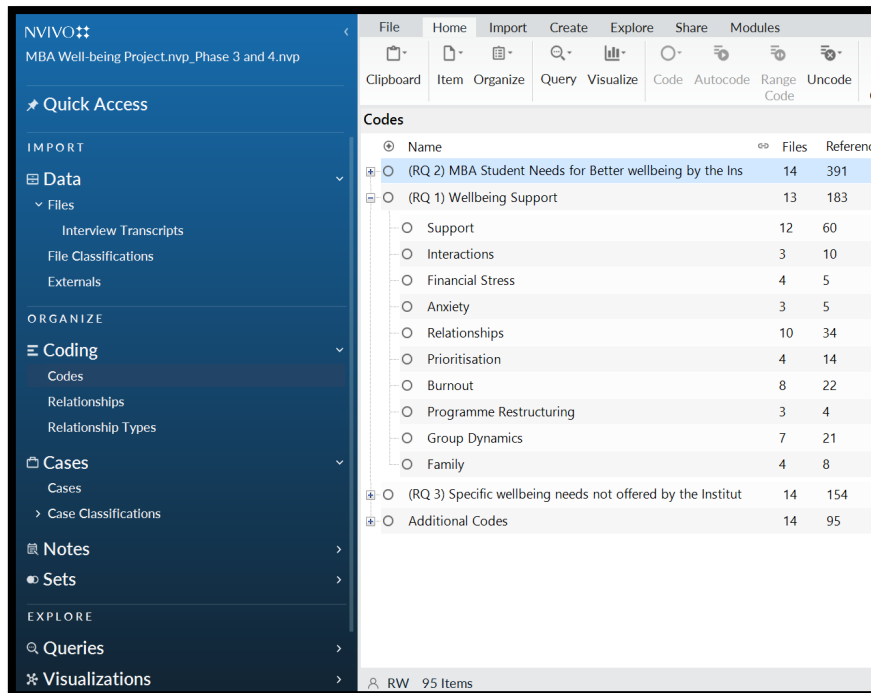 NVIVO
MBA Well-being Project.nvp_Phase 3 and 4.nvp
Quick Access
IMPORT
Data
Files
Interview Transcripts
File Classifications
Externals
ORGANIZE
Coding
Codes
Relationships
Relationship Types
Cases
Cases
Case Classifications
Notes
Sets
EXPLORE
Queries
Visualizations
File Home Import Create Explore Share Modules
Clipboard Item Organize Query Visualize Code Autocode Range Code Uncode
Codes
Name Files Referenc
(RQ 2) MBA Student Needs for Better wellbeing by the Ins 14 391
(RQ 1) Wellbeing Support 13 183
Support 12 60
Interactions 3 10
Financial Stress 4 5
Anxiety 3 5
Relationships 10 34
Prioritisation 4 14
Burnout 8 22
Programme Restructuring 3 4
Group Dynamics 7 21
Family 4 8
(RQ 3) Specific wellbeing needs not offered by the Institut 14 154
Additional Codes 14 95
RW 95 Items